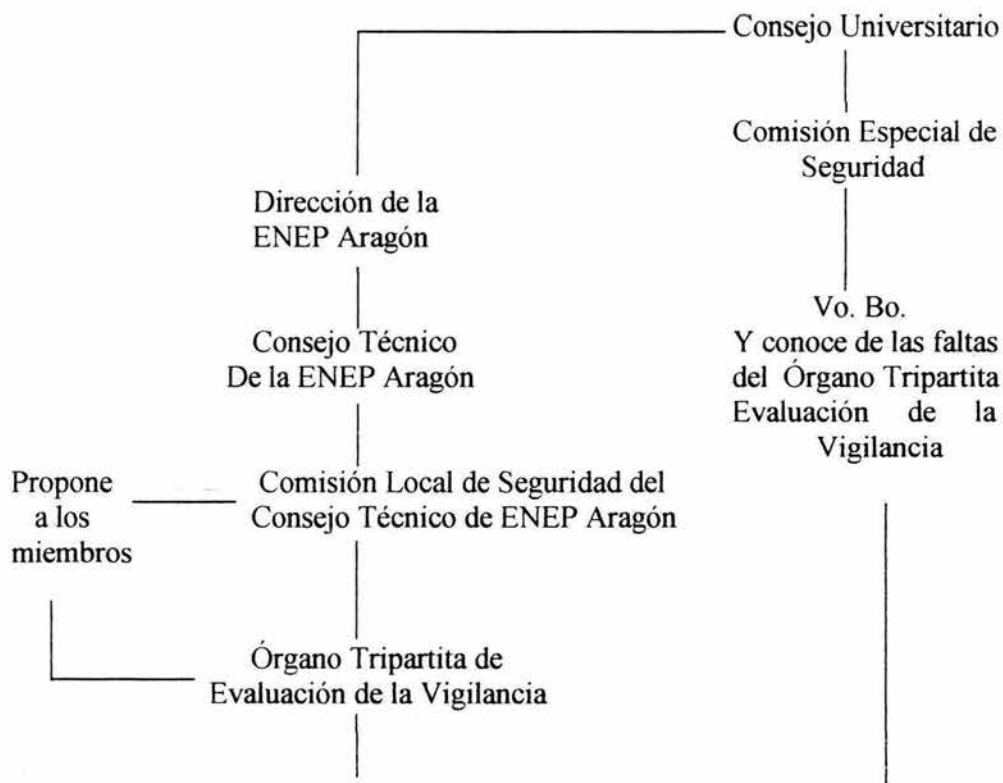 Consejo Universitario
Comisión Especial de
Seguridad
Dirección de la
ENEP Aragón
Vo. Bo.
Y conoce de las faltas
del Órgano Tripartita
Evaluación de la
Vigilancia
Consejo Técnico
De la ENEP Aragón
Propone
a los
miembros
Comisión Local de Seguridad del
Consejo Técnico de ENEP Aragón
Órgano Tripartita de
Evaluación de la Vigilancia